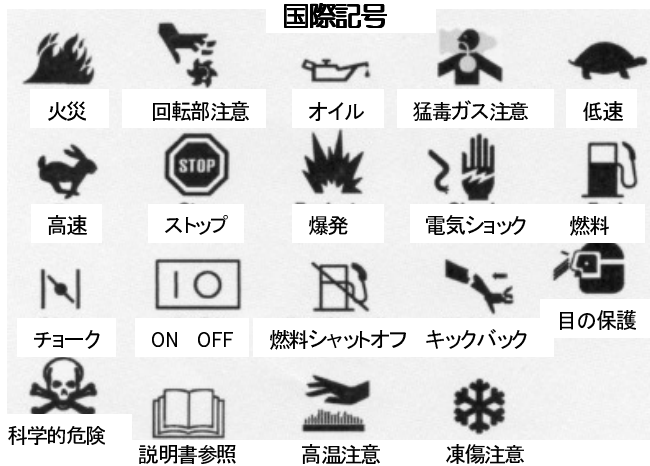 国際記号
火災
回転部注意
オイル
猛毒ガス注意
低速
STOP
高速
ストップ
爆発
電気ショック
燃料
チョーク
ON OFF
燃料シャットオフ
キックバック
目の保護
科学的危険
説明書参照
高温注意
凍傷注意